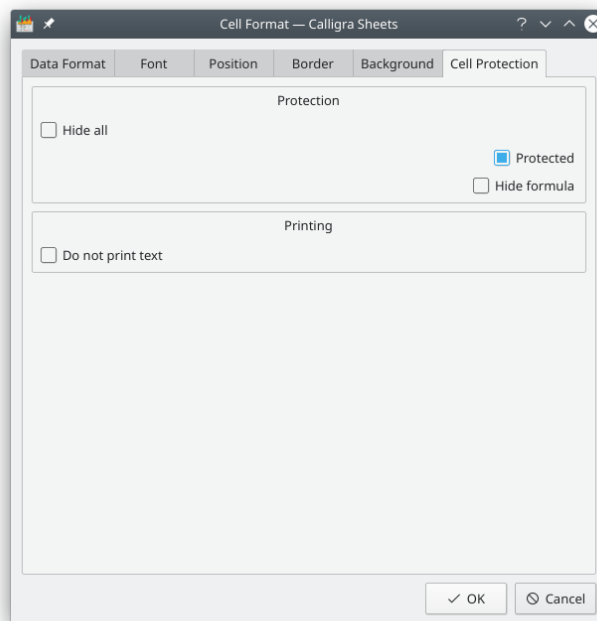 Cell Format — Calligra Sheets
Data Format Font Position Border Background Cell Protection
Protection
Hide all
Protected
Hide formula
Printing
Do not print text
OK Cancel